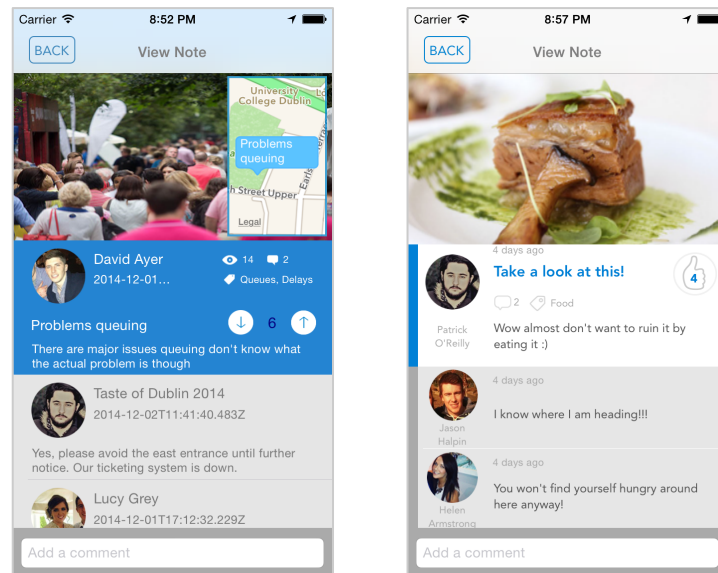 Carrier 8:52 PM
BACK View Note
University
College Dublin
Problems
queuing
h Street Upper
Earls
Legal
David Ayer 14 2
2014-12-01... Queues, Delays
Problems queuing 6
There are major issues queuing don't know what
the actual problem is though
Taste of Dublin 2014
2014-12-02T11:41:40.483Z
Yes, please avoid the east entrance until further
notice. Our ticketing system is down.
Lucy Grey
2014-12-01T17:12:32.229Z
Add a comment
Carrier 8:57 PM
BACK View Note
4 days ago
Take a look at this!
4
2 Food
Patrick
O'Reilly
Wow almost don't want to ruin it by
eating it :)
4 days ago
I know where I am heading!!!
Jason
Halpin
4 days ago
You won't find yourself hungry around
here anyway!
Helen
Armstrong
Add a comment